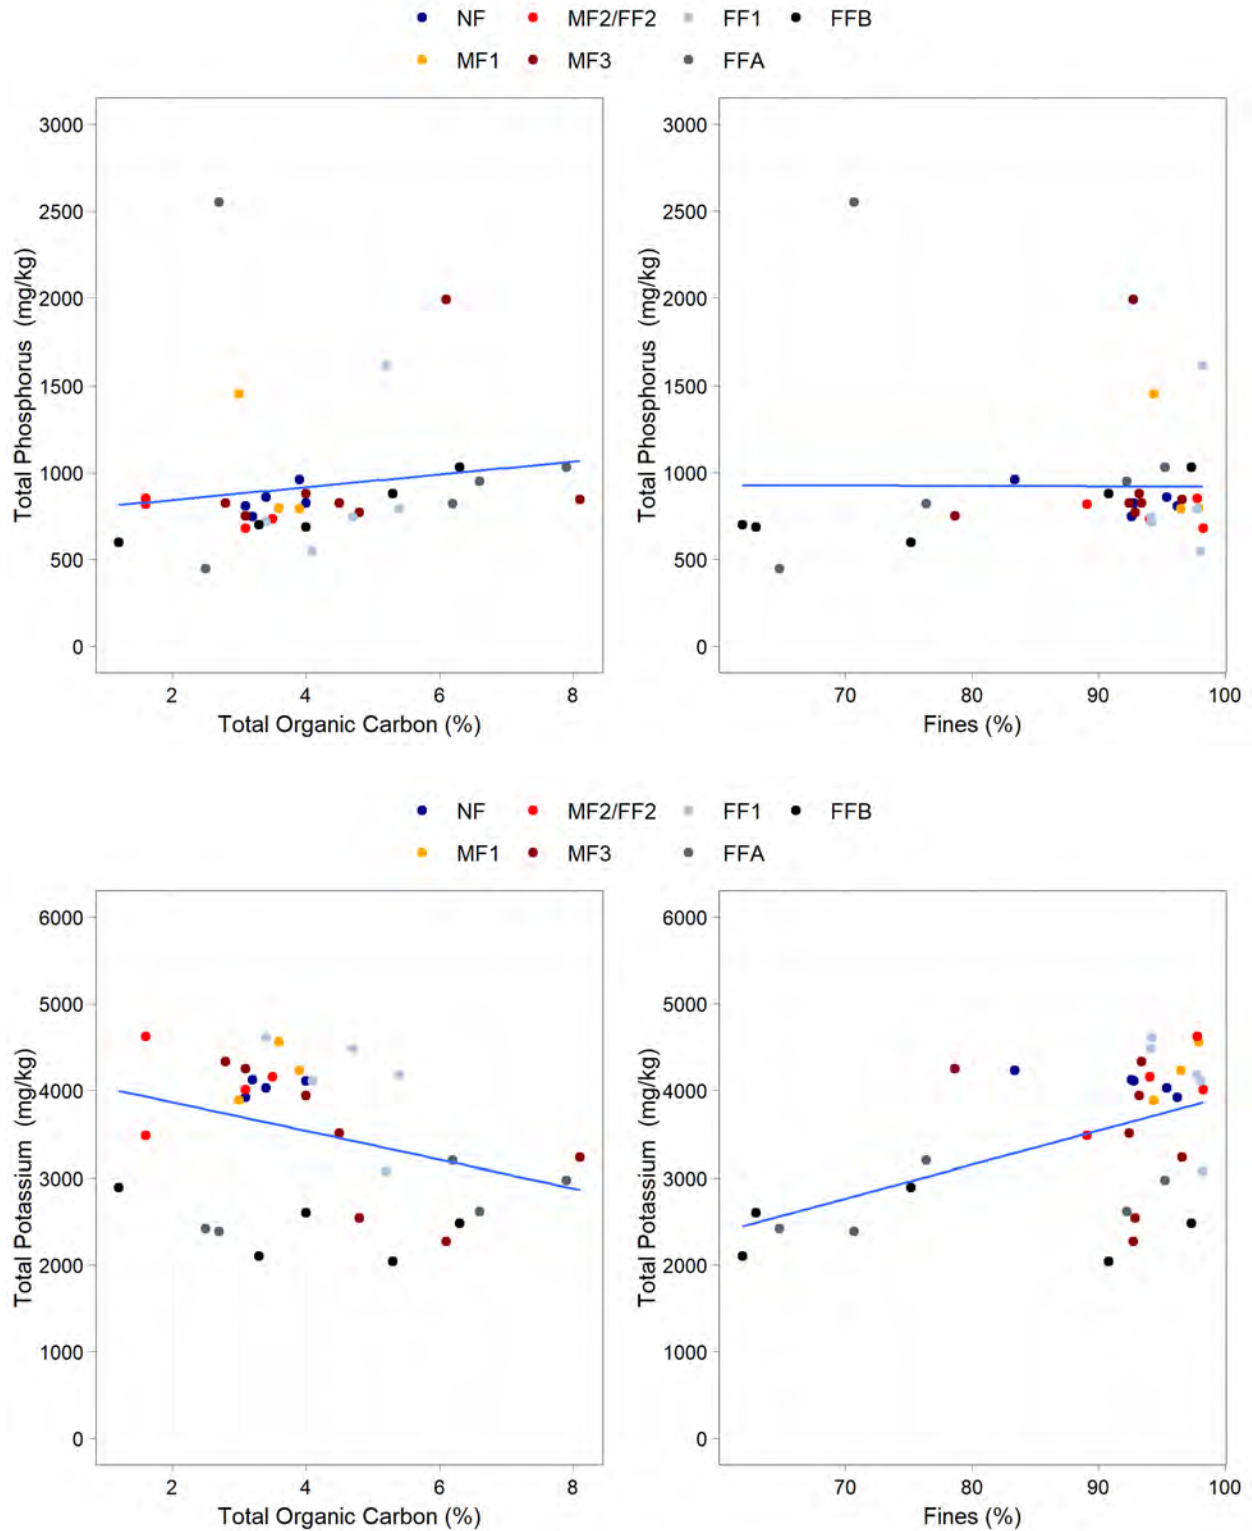 NF MF2/FF2 FF1 FFB
MF1 MF3 FFA
3000
2500
2000
1500
1000
500
0
Total Phosphorus (mg/kg)
2 4 6 8
Total Organic Carbon (%)
3000
2500
2000
1500
1000
500
0
Total Phosphorus (mg/kg)
70 80 90 100
Fines (%)
NF MF2/FF2 FF1 FFB
MF1 MF3 FFA
6000
5000
4000
3000
2000
1000
0
Total Potassium (mg/kg)
2 4 6 8
Total Organic Carbon (%)
6000
5000
4000
3000
2000
1000
0
Total Potassium (mg/kg)
70 80 90 100
Fines (%)